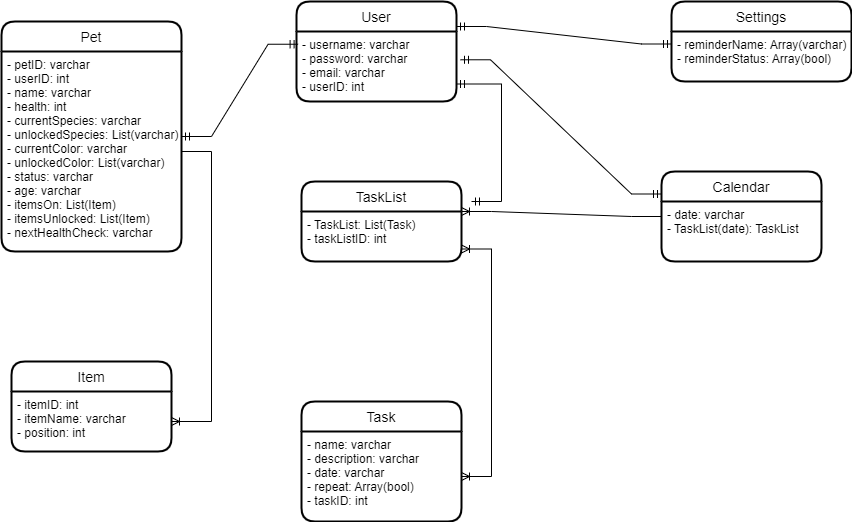 Pet
- petID: varchar
- userID: int
- name: varchar
- health: int
- currentSpecies: varchar
- unlockedSpecies: List(varchar)
- currentColor: varchar
- unlockedColor: List(varchar)
- status: varchar
- age: varchar
- itemsOn: List(Item)
- itemsUnlocked: List(Item)
- nextHealthCheck: varchar
User
- username: varchar
- password: varchar
- email: varchar
- userID: int
Settings
- reminderName: Array(varchar)
- reminderStatus: Array(bool)
TaskList
- TaskList: List(Task)
- taskListID: int
Calendar
- date: varchar
- TaskList(date): TaskList
Item
- itemID: int
- itemName: varchar
- position: int
Task
- name: varchar
- description: varchar
- date: varchar
- repeat: Array(bool)
- taskID: int